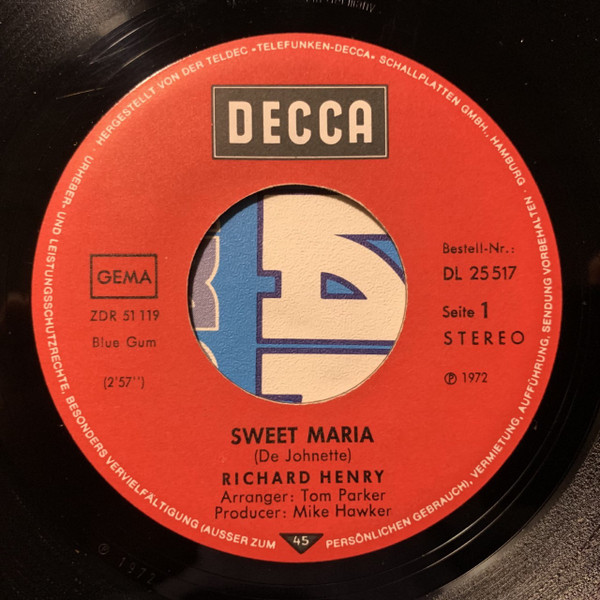 HERGESTELLT VON DER TELDEC »TELEFUNKEN-DECCA« SCHALLPLATTEN GMBH., HAMBURG · URHEBER- UND LEISTUNGSSCHUTZRECHTE, BESONDERS VERVIELFÄLTIGUNG (AUSSER ZUM PERSÖNLICHEN GEBRAUCH), VERMIETUNG, AUFFÜHRUNG, SENDUNG VORBEHALTEN ·
DECCA
GEMA
ZDR 51 119
Blue Gum
(2'57'')
Bestell-Nr.:
DL 25 517
Seite 1
STEREO
Ⓟ 1972
SWEET MARIA
(De Johnette)
RICHARD HENRY
Arranger: Tom Parker
Producer: Mike Hawker
45